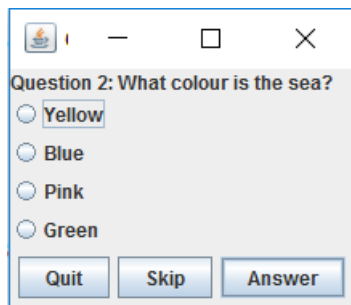 Question 2: What colour is the sea?
Yellow
Blue
Pink
Green
Quit Skip Answer